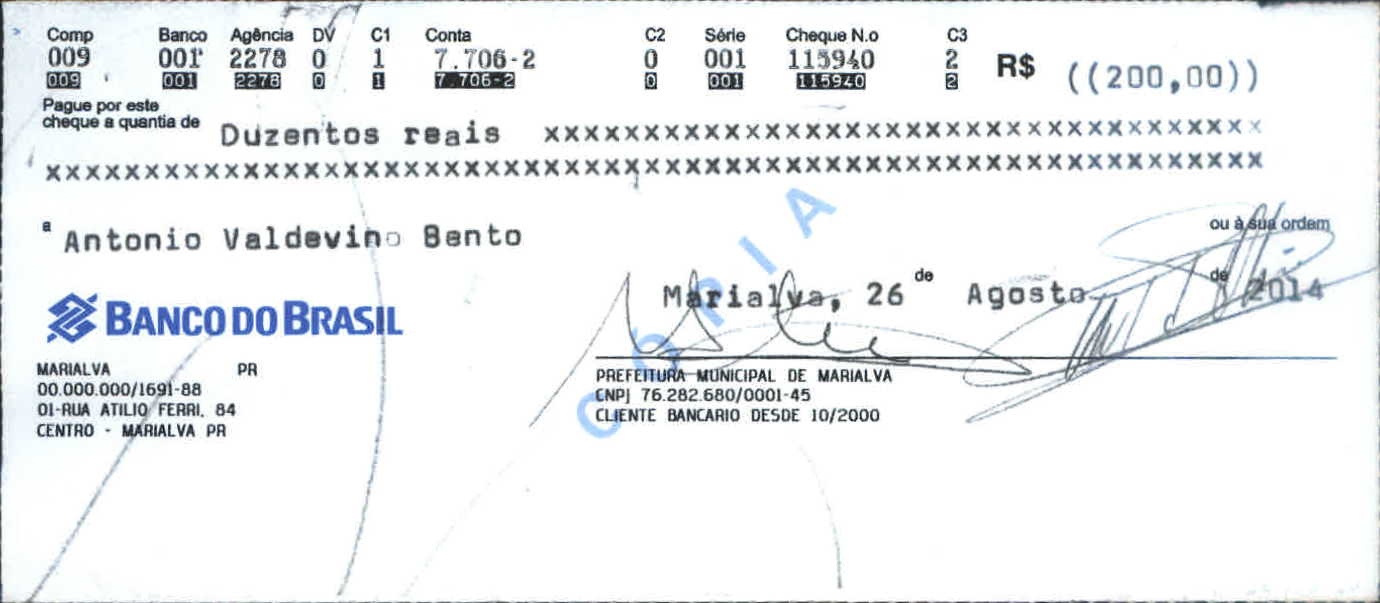 Comp Banco Agência DV C1 Conta C2 Série Cheque N.o C3
009 001 2278 0 1 7.706-2 0 001 115940 2 R$ ((200,00))
009 001 2278 0 1 7.706-2 0 001 115940 2
Pague por este
cheque a quantia de Duzentos reais xxxxxxxxxxxxxxxxxxxxxxxxxxxxxxxxxxxx
xxxxxxxxxxxxxxxxxxxxxxxxxxxxxxxxxxxxxxxxxxxxxxxxxxxxxxxxxxxxx
a Antonio Valdevino Bento ou à sua ordem
Marialva, 26 de Agosto de 2014
BANCO DO BRASIL
MARIALVA PR
00.000.000/1691-88
01-RUA ATILIO FERRI, 84
CENTRO - MARIALVA PR
PREFEITURA MUNICIPAL DE MARIALVA
CNPJ 76.282.680/0001-45
CLIENTE BANCARIO DESDE 10/2000
CÓPIA